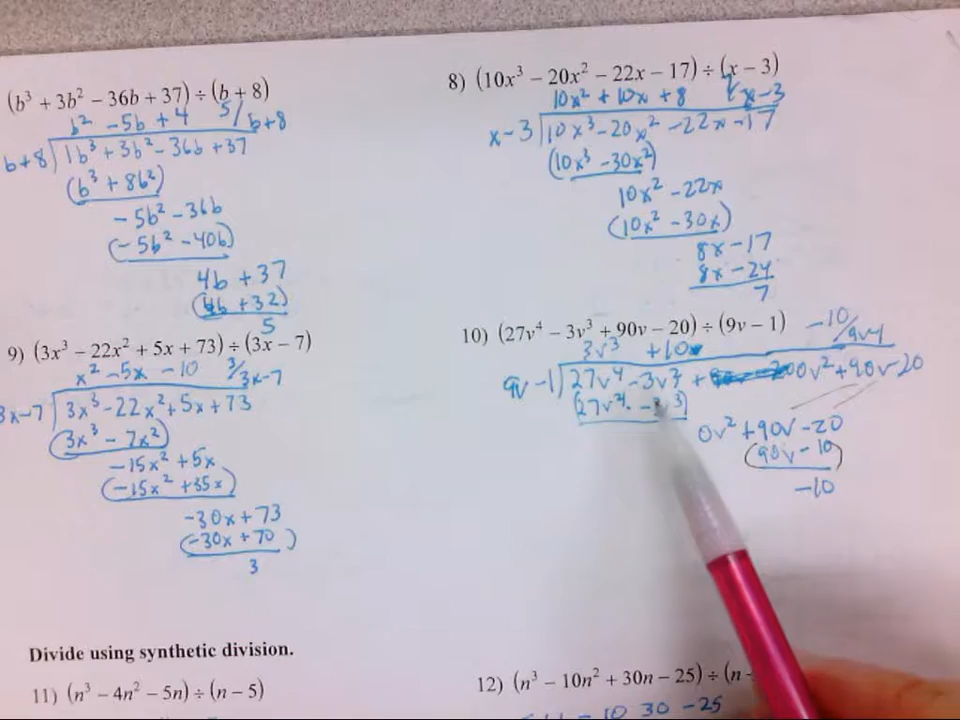 (b³ + 3b² − 36b + 37) ÷ (b + 8)
b² − 5b + 4 5/b+8
b+8 1b³ + 3b² − 36b + 37
(b³ + 8b²)
−5b² − 36b
(−5b² − 40b)
4b + 37
(4b + 32)
5
8) (10x³ − 20x² − 22x − 17) ÷ (x − 3)
10x² + 10x + 8 x−3
x − 3 10x³ − 20x² − 22x − 17
(10x³ − 30x²)
10x² − 22x
(10x² − 30x)
8x − 17
8x − 24
7
9) (3x³ − 22x² + 5x + 73) ÷ (3x − 7)
x² − 5x − 10 3/3x−7
3x−7 3x³ − 22x² + 5x + 73
(3x³ − 7x²)
−15x² + 5x
(−15x² + 35x)
−30x + 73
(−30x + 70)
3
10) (27v⁴ − 3v³ + 90v − 20) ÷ (9v − 1)
3v³ + 10 −10/9v−1
9v − 1 27v⁴ − 3v³ + 0v² + 90v − 20
(27v⁴ −
0v² + 90v − 20
(90v − 10)
−10
Divide using synthetic division.
11) (n³ − 4n² − 5n) ÷ (n − 5)
12) (n³ − 10n² + 30n − 25) ÷ (n −
− 10 30 −25